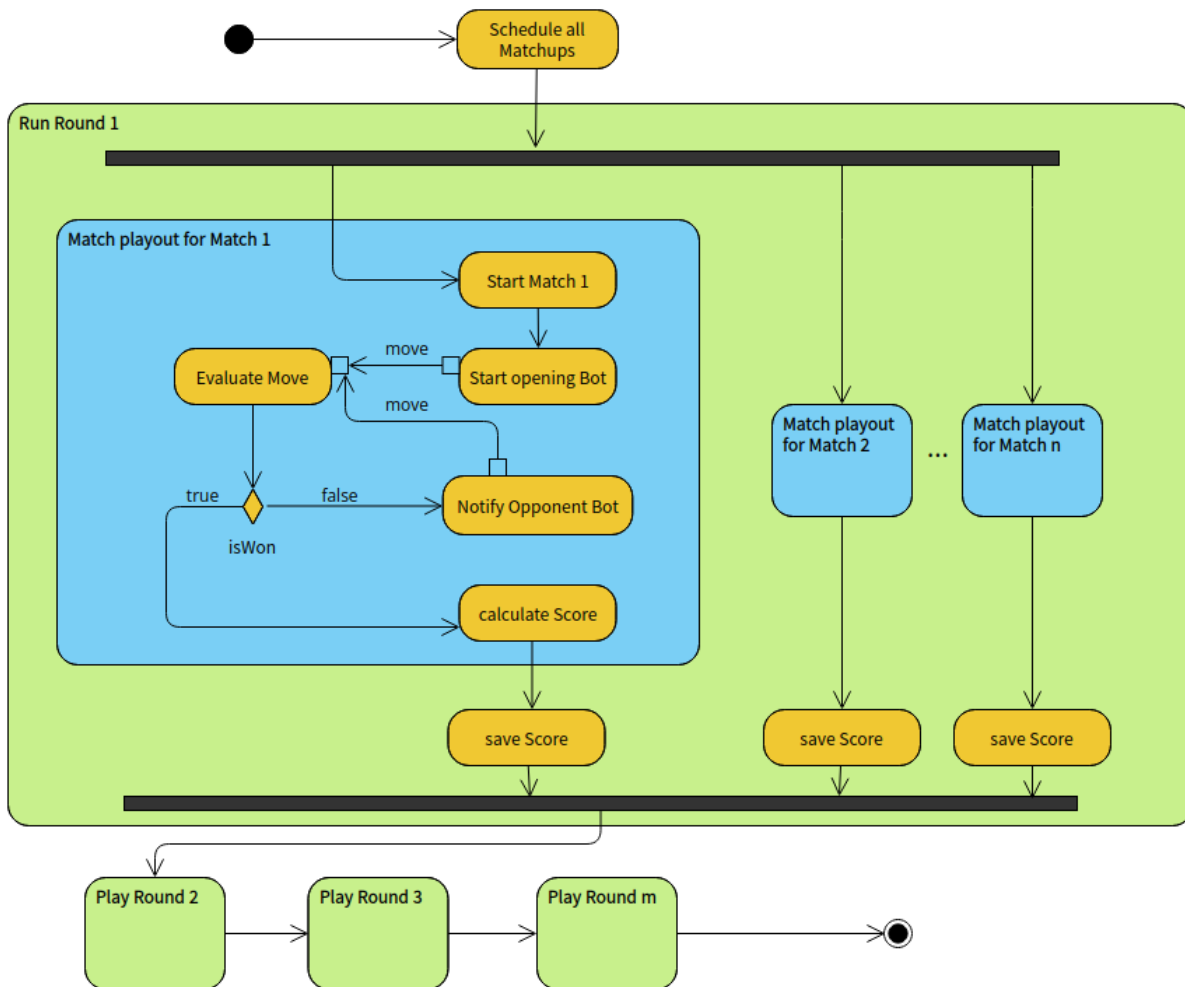 Schedule all
Matchups
Run Round 1
Match playout for Match 1
Start Match 1
move
Evaluate Move
Start opening Bot
move
Match playout
for Match 2
...
Match playout
for Match n
true
false
Notify Opponent Bot
isWon
calculate Score
save Score
save Score
save Score
Play Round 2
Play Round 3
Play Round m